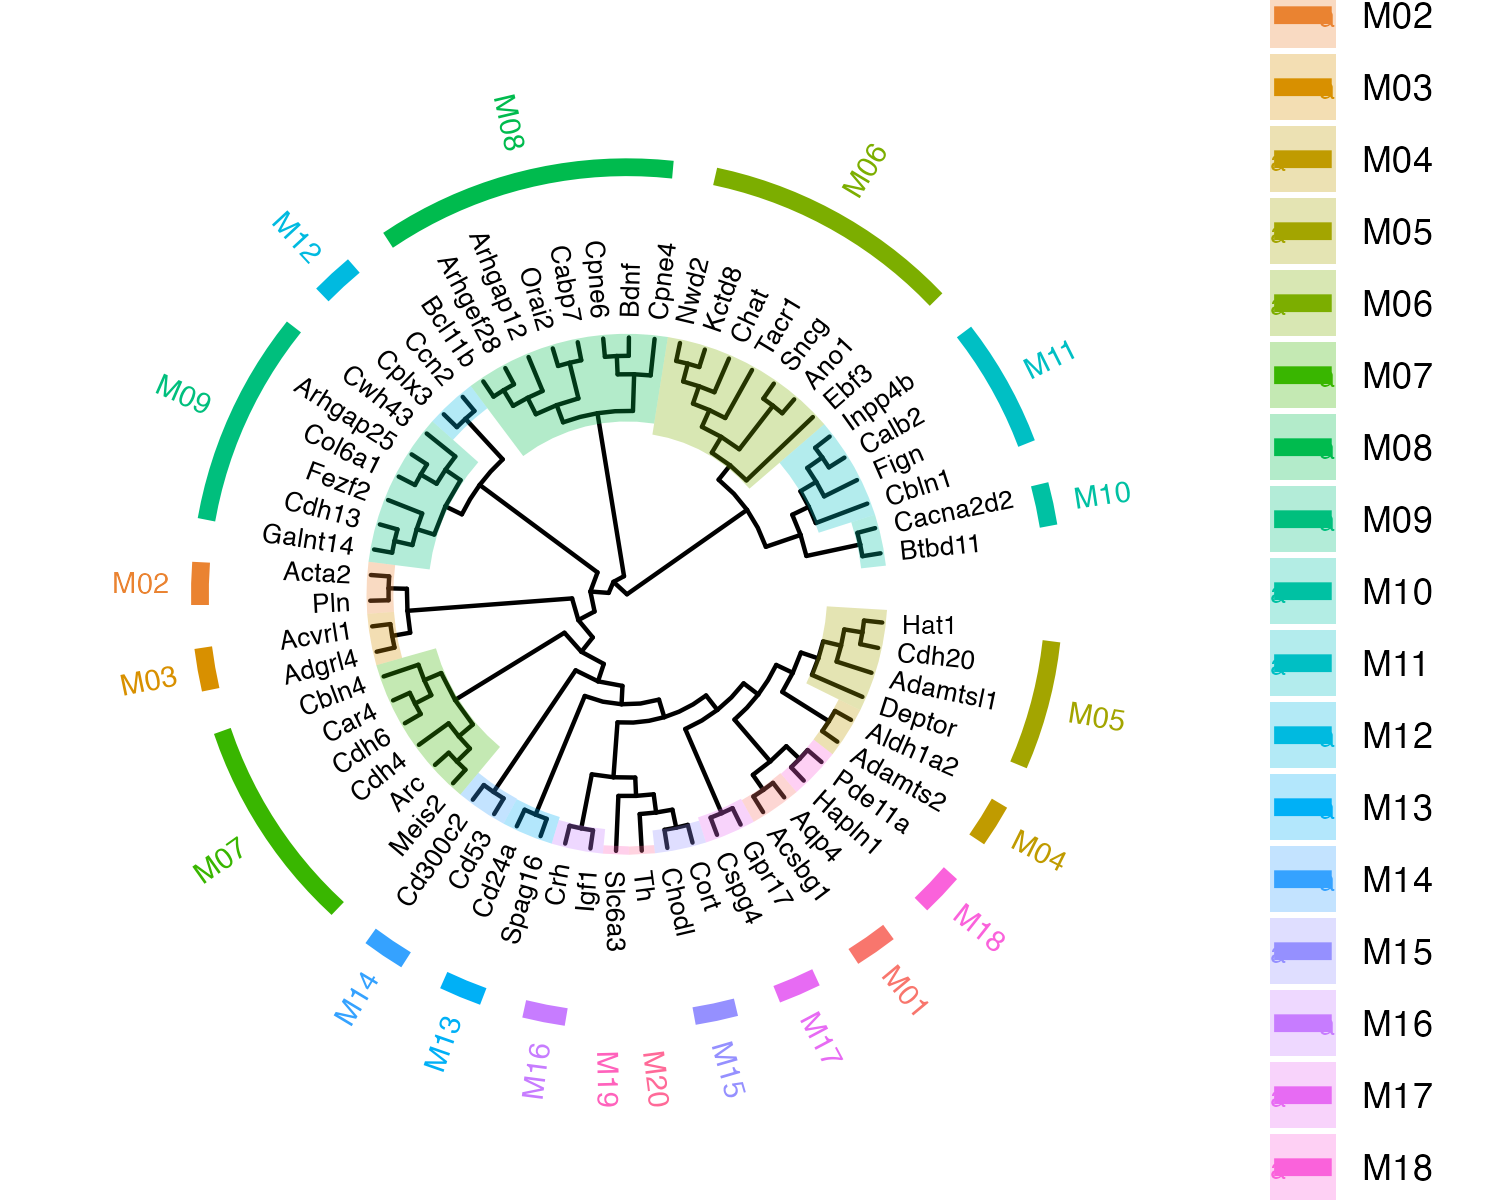 M08
M06
M12
M11
M09
M10
M02
M03
M05
M07
M04
M18
M14
M01
M13
M17
M16
M19
M20
M15
Cpne4
Nwd2
Kctd8
Chat
Tacr1
Sncg
Ano1
Ebf3
Inpp4b
Calb2
Fign
Cbln1
Cacna2d2
Btbd11
Hat1
Cdh20
Adamtsl1
Deptor
Aldh1a2
Adamts2
Pde11a
Hapln1
Aqp4
Acsbg1
Gpr17
Cspg4
Cort
Chodl
Th
Slc6a3
Igf1
Crh
Spag16
Cd24a
Cd53
Cd300c2
Meis2
Arc
Cdh4
Cdh6
Car4
Cbln4
Adgrl4
Acvrl1
Pln
Acta2
Galnt14
Cdh13
Fezf2
Col6a1
Arhgap25
Cwh43
Cplx3
Ccn2
Bcl11b
Arhgef28
Arhgap12
Orai2
Cabp7
Cpne6
Bdnf
a M02
a M03
a M04
a M05
a M06
a M07
a M08
a M09
a M10
a M11
a M12
a M13
a M14
a M15
a M16
a M17
a M18